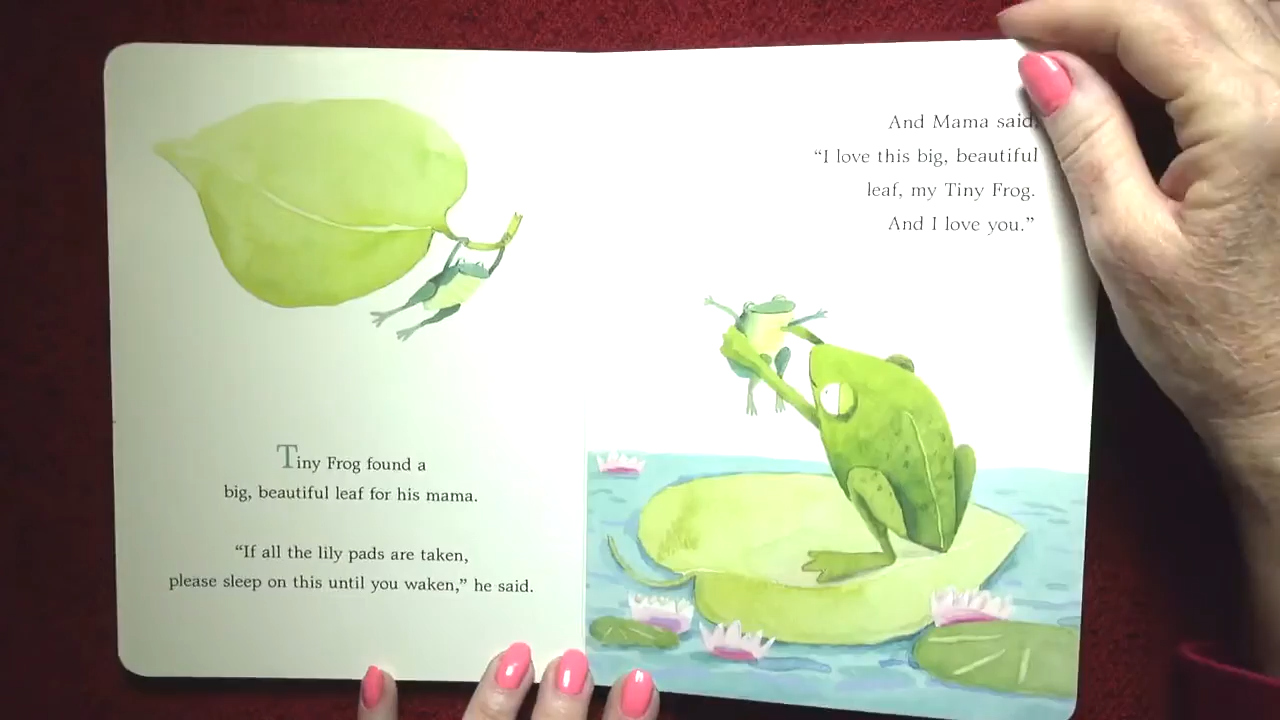 Tiny Frog found a
big, beautiful leaf for his mama.
“If all the lily pads are taken,
please sleep on this until you waken,” he said.
And Mama said,
“I love this big, beautiful
leaf, my Tiny Frog.
And I love you.”